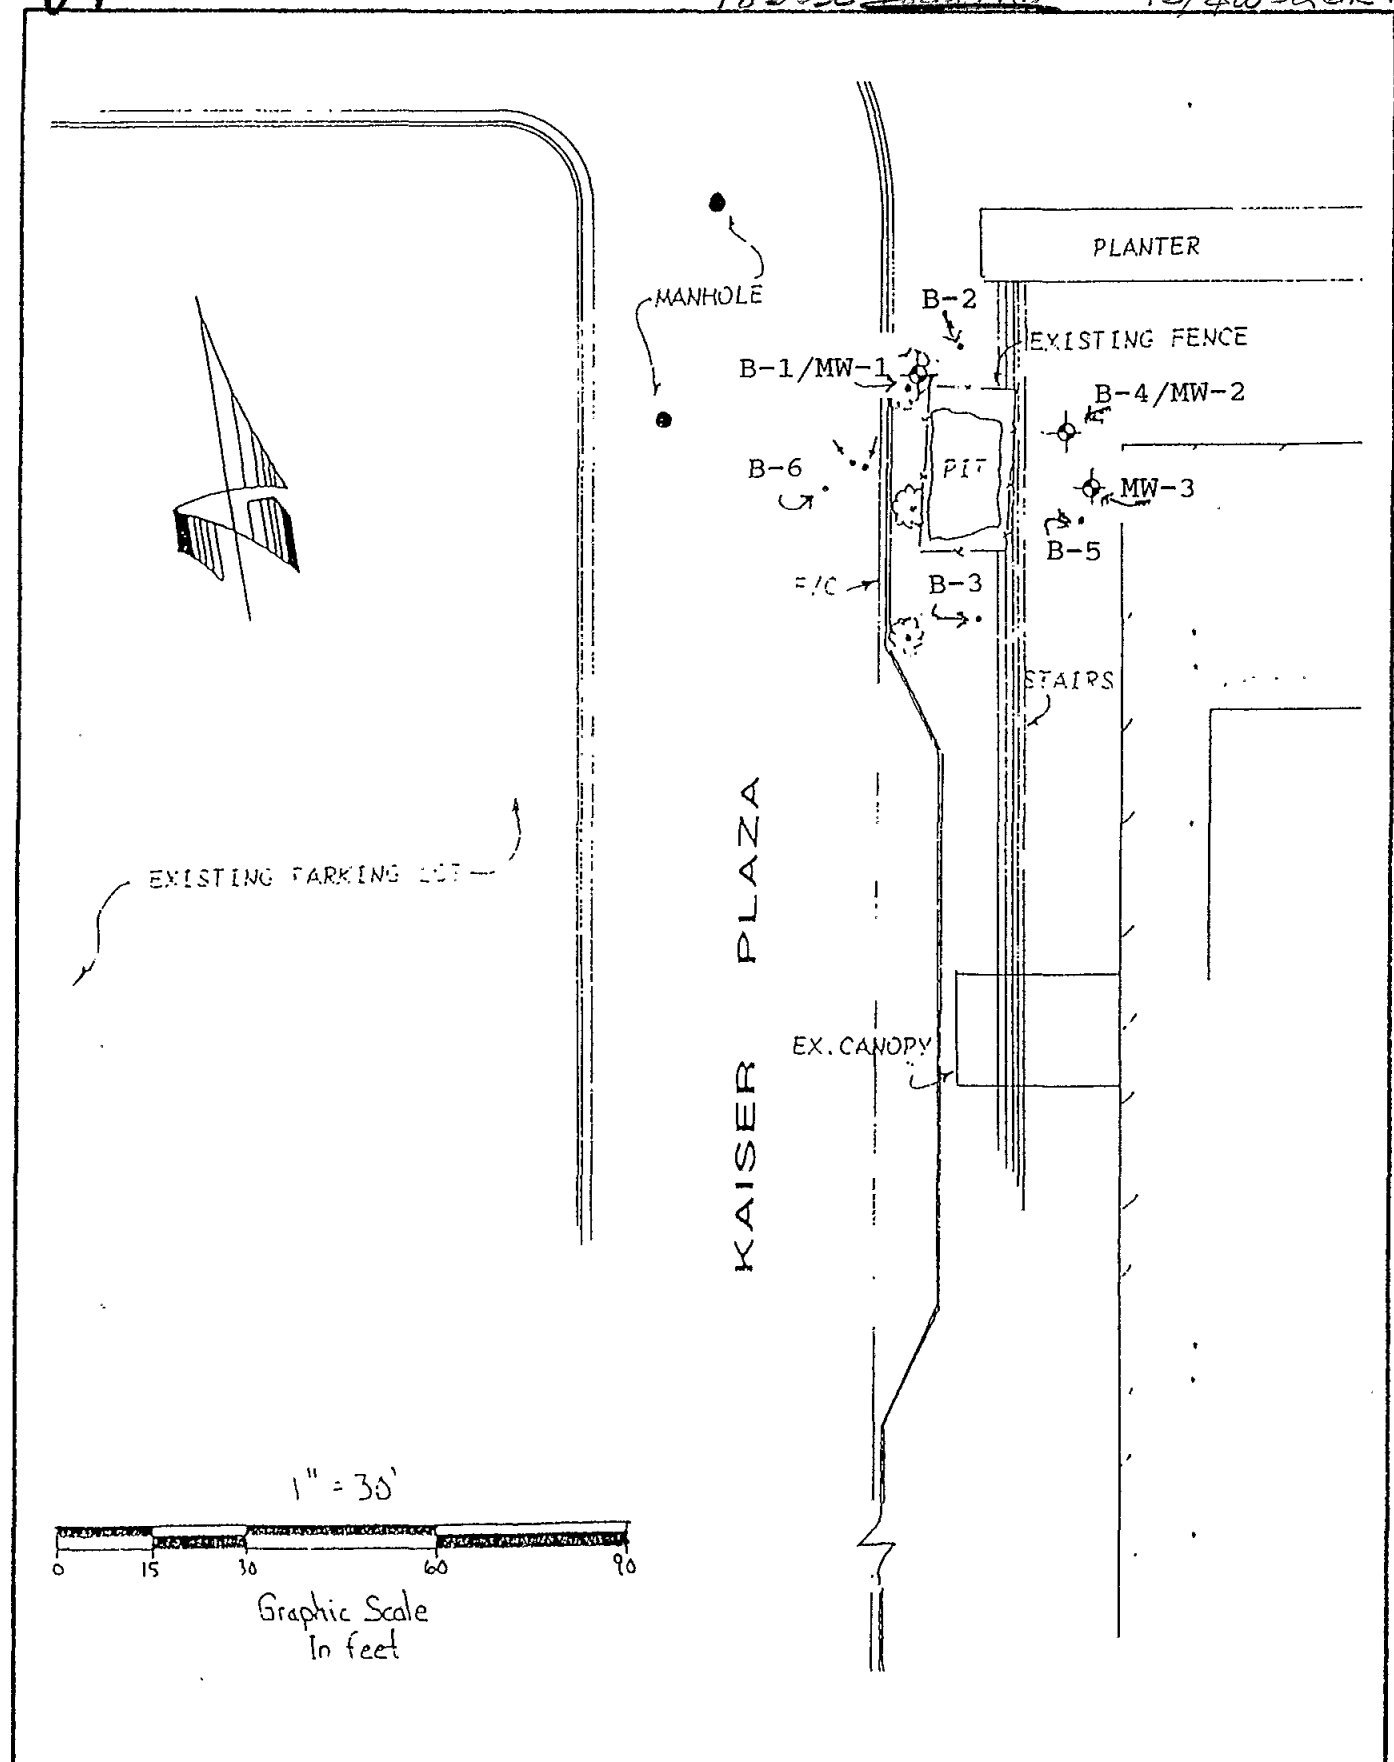 PLANTER
B-2
MANHOLE
EXISTING FENCE
B-1/MW-1
B-4/MW-2
B-6
PIT
MW-3
B-5
B-3
STAIRS
EXISTING PARKING LOT
KAISER PLAZA
EX. CANOPY
1" = 30'
0 15 30 60 90
Graphic Scale
In feet